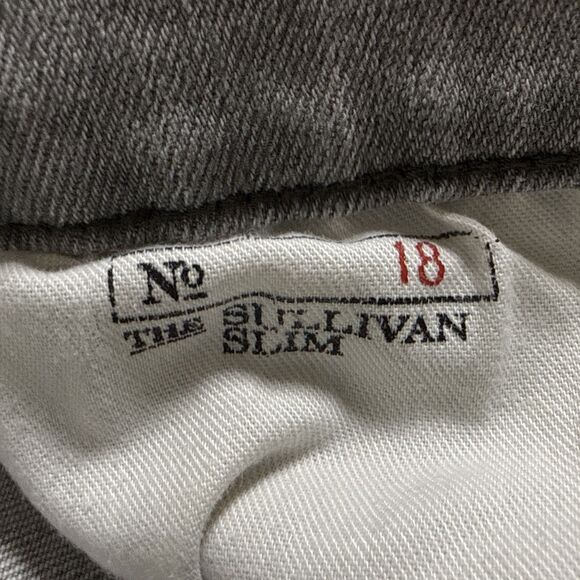 No 18
THE SULLIVAN
SLIM